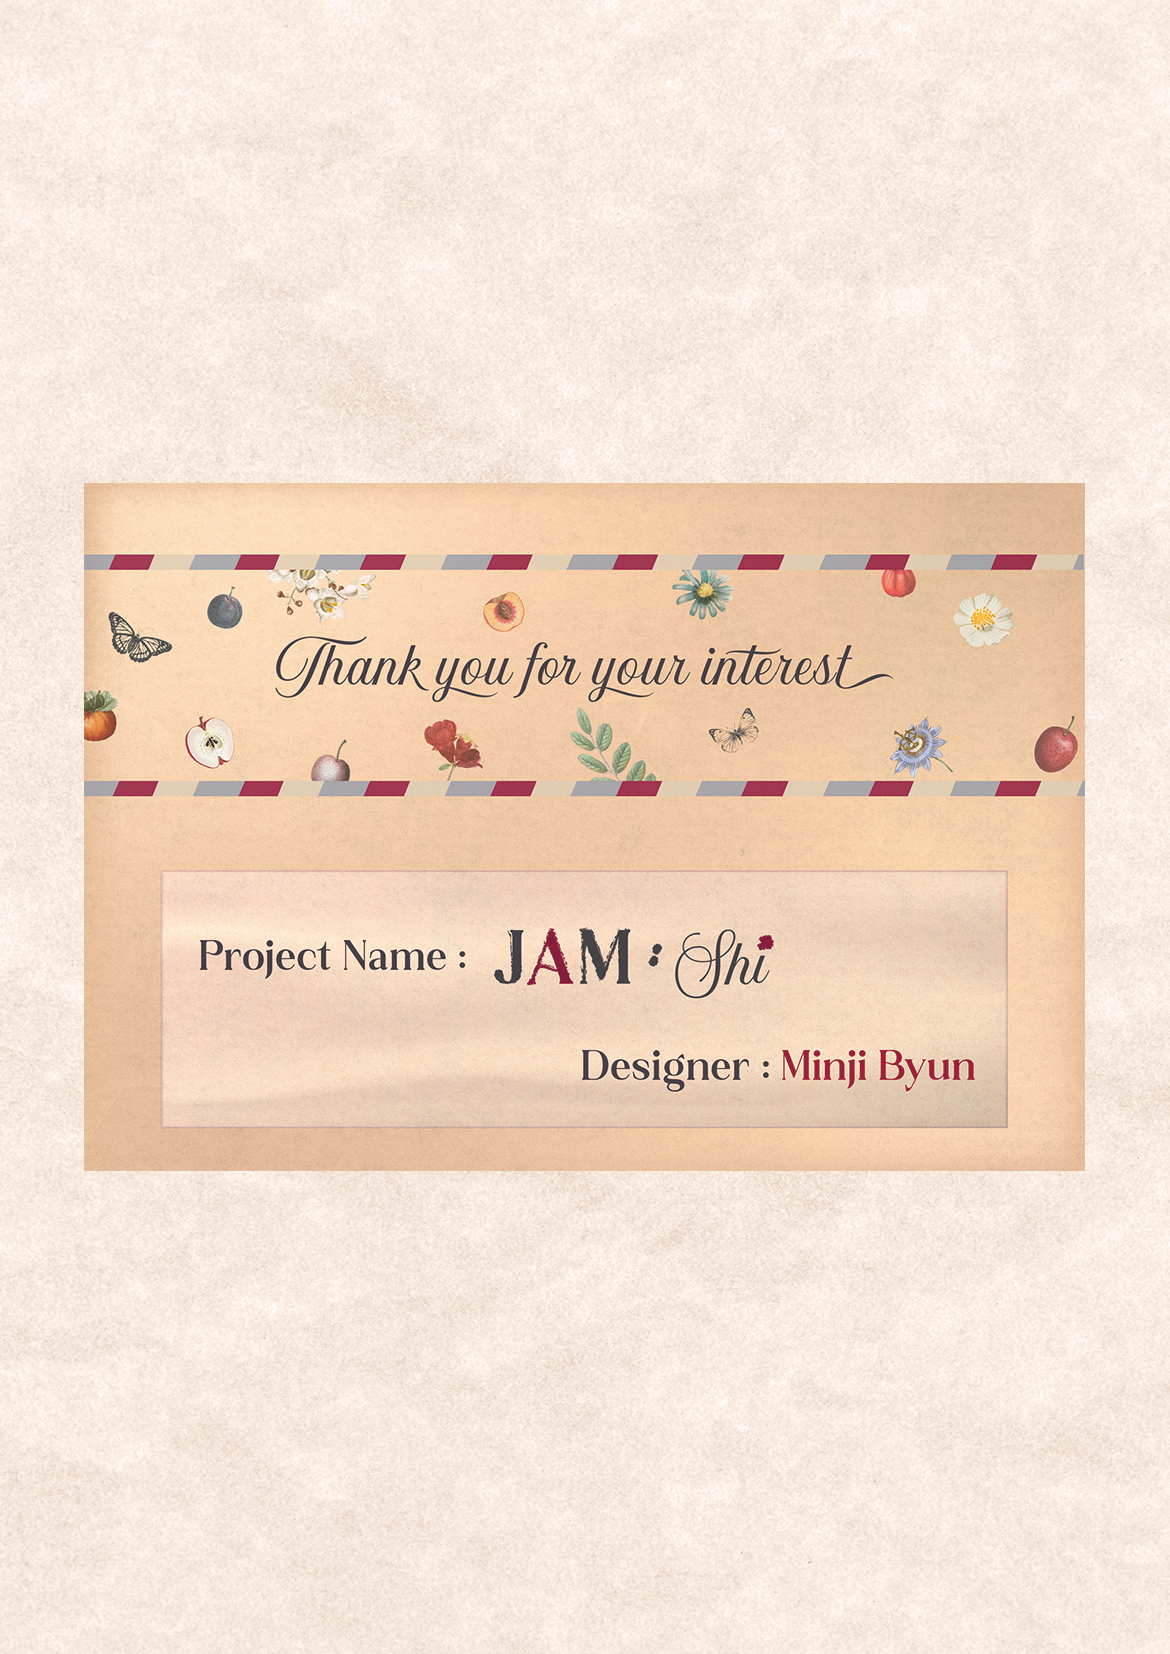 Thank you for your interest
Project Name : JAM : Shi
Designer : Minji Byun